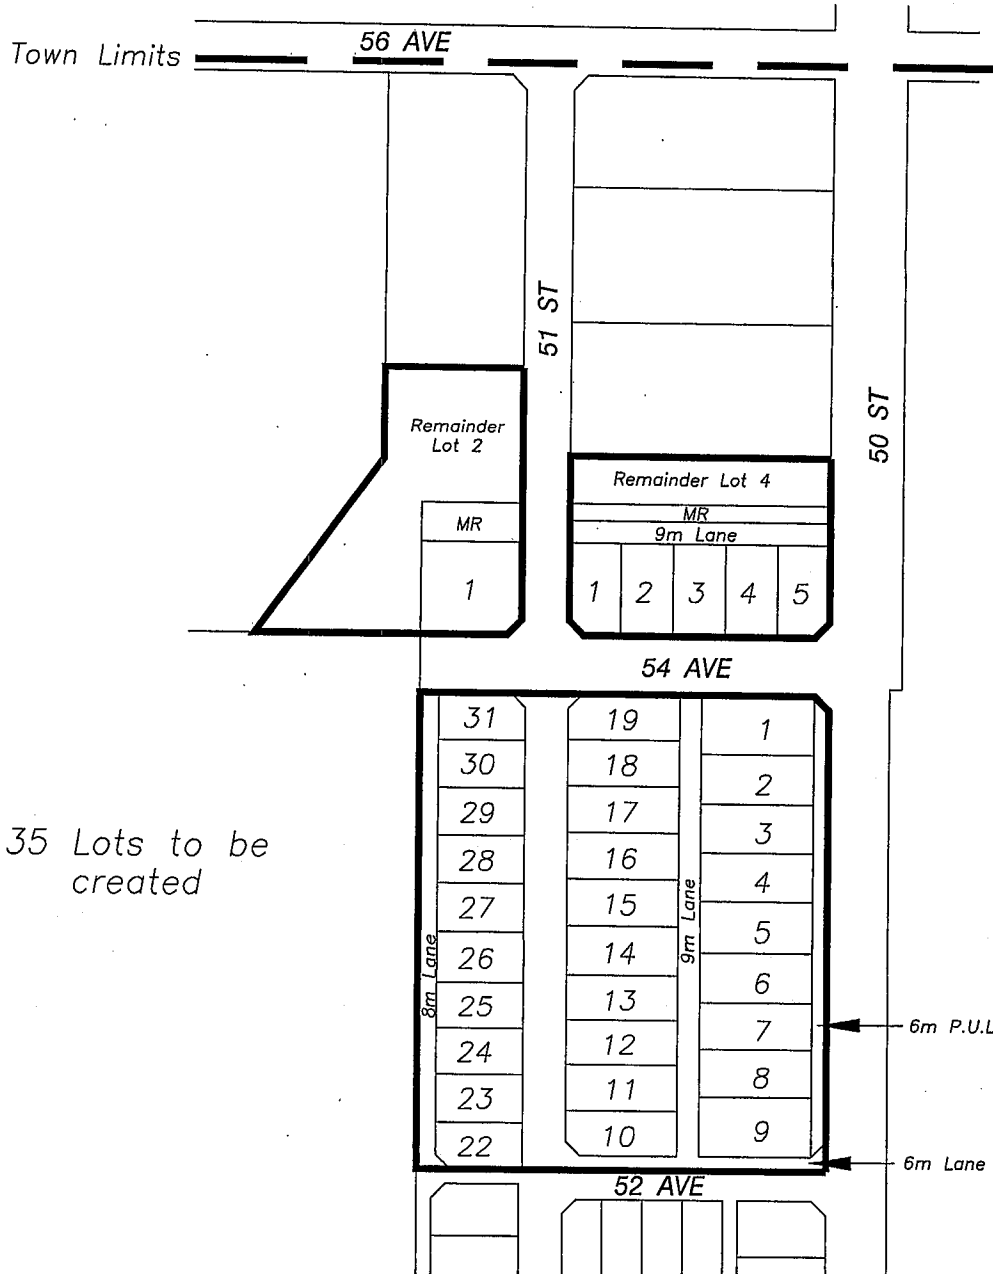 56 AVE
Town Limits
51 ST
50 ST
Remainder
Lot 2
Remainder Lot 4
MR
MR
9m Lane
1
1
2
3
4
5
54 AVE
31
30
29
28
27
26
25
24
23
22
8m Lane
19
18
17
16
15
14
13
12
11
10
9m Lane
1
2
3
4
5
6
7
8
9
35 Lots to be
created
6m P.U.L
6m Lane
52 AVE